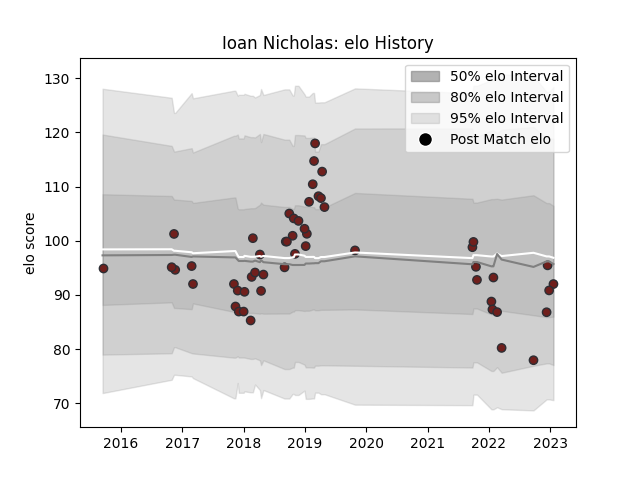 Ioan Nicholas: elo History
50% elo Interval
80% elo Interval
95% elo Interval
Post Match elo
elo score
130
120
110
100
90
80
70
2016 2017 2018 2019 2020 2021 2022 2023